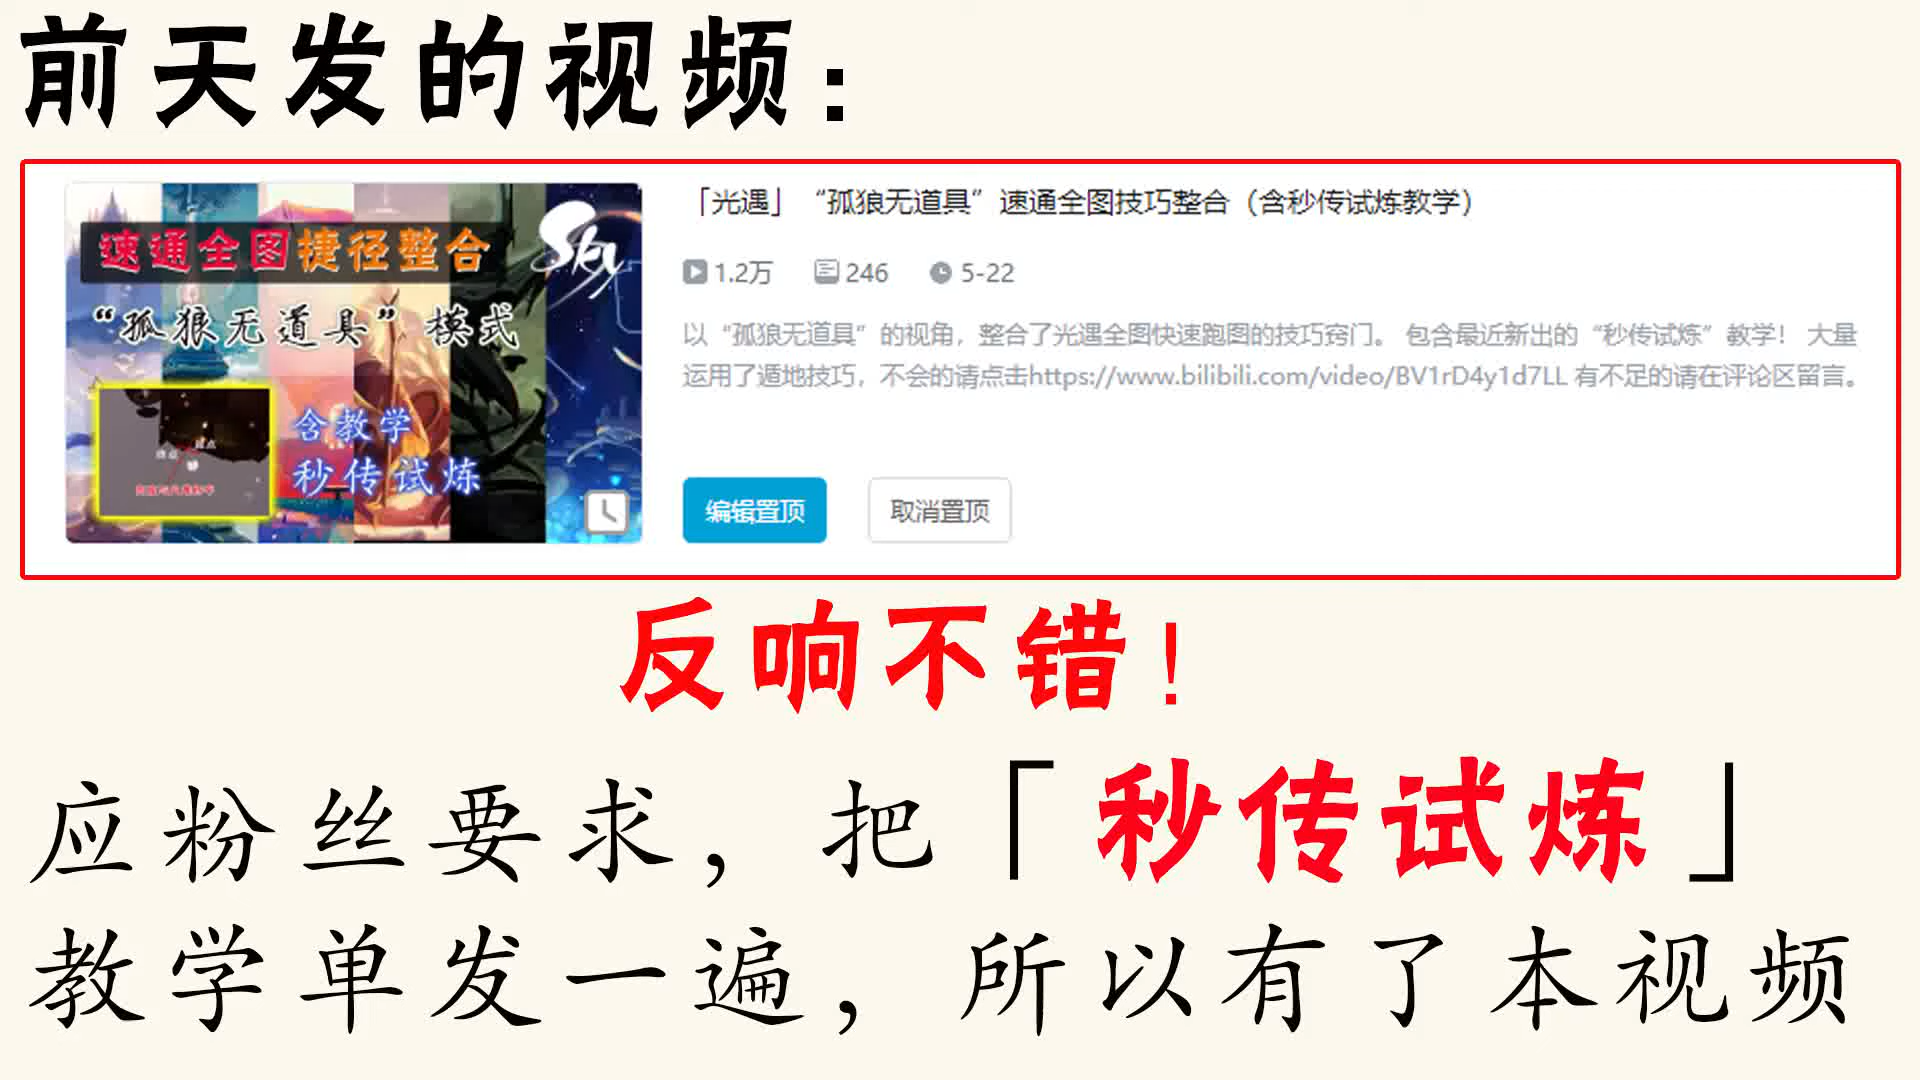 前天发的视频：
速通全图捷径整合
Sky
“孤狼无道具”模式
含教学
秒传试炼
「光遇」“孤狼无道具”速通全图技巧整合（含秒传试炼教学）
1.2万 246 5-22
以“孤狼无道具”的视角，整合了光遇全图快速跑图的技巧窍门。 包含最近新出的“秒传试炼”教学！ 大量
运用了遁地技巧，不会的请点击https://www.bilibili.com/video/BV1rD4y1d7LL 有不足的请在评论区留言。
编辑置顶 取消置顶
反响不错！
应粉丝要求，把「秒传试炼」
教学单发一遍，所以有了本视频